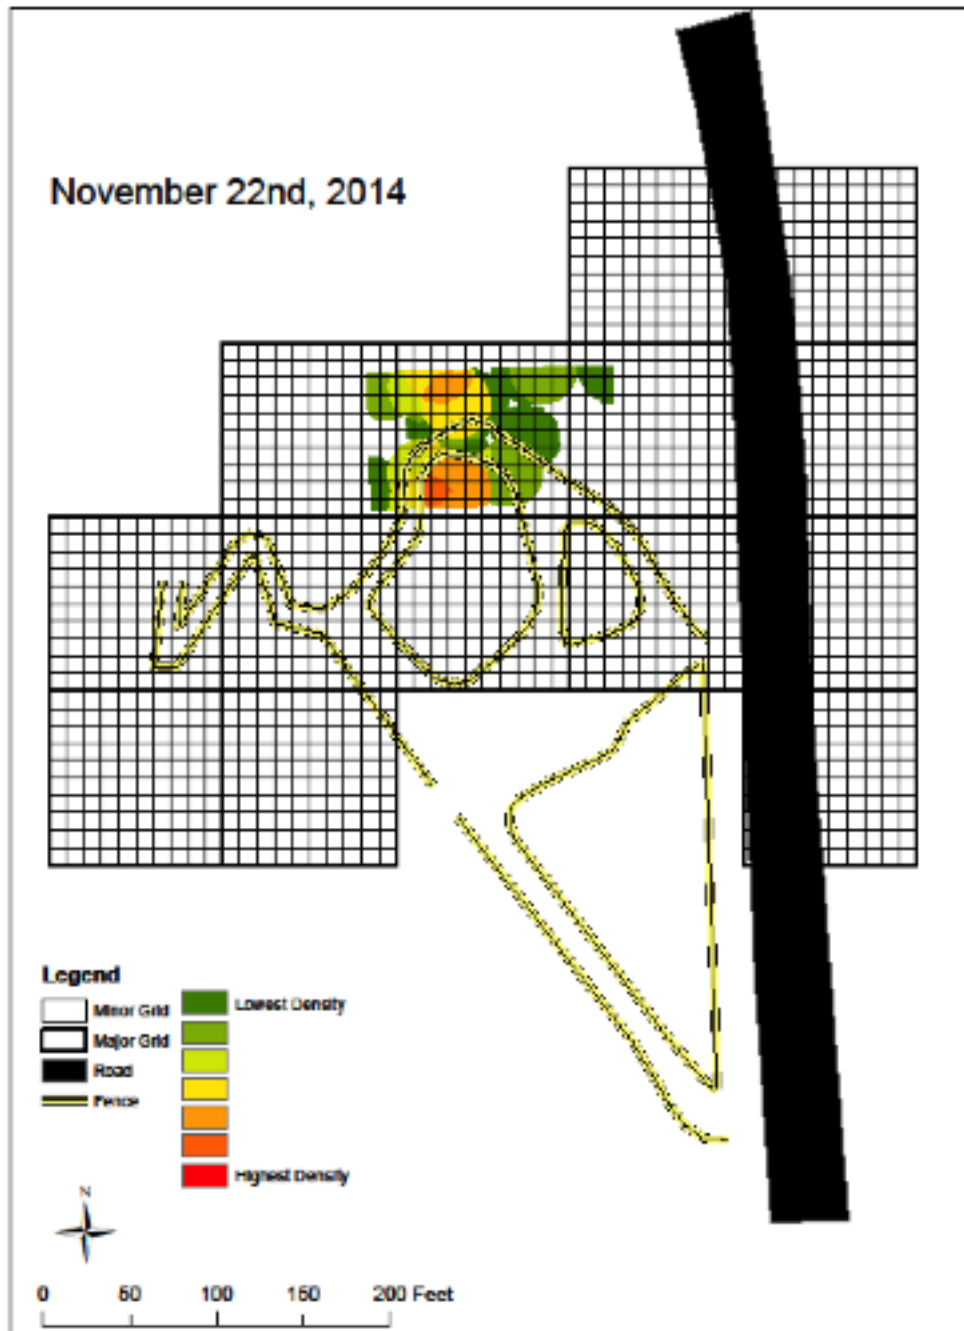 November 22nd, 2014
Legend
Minor Grid
Major Grid
Road
Fence
Lowest Density
Highest Density
N
0 50 100 150 200 Feet